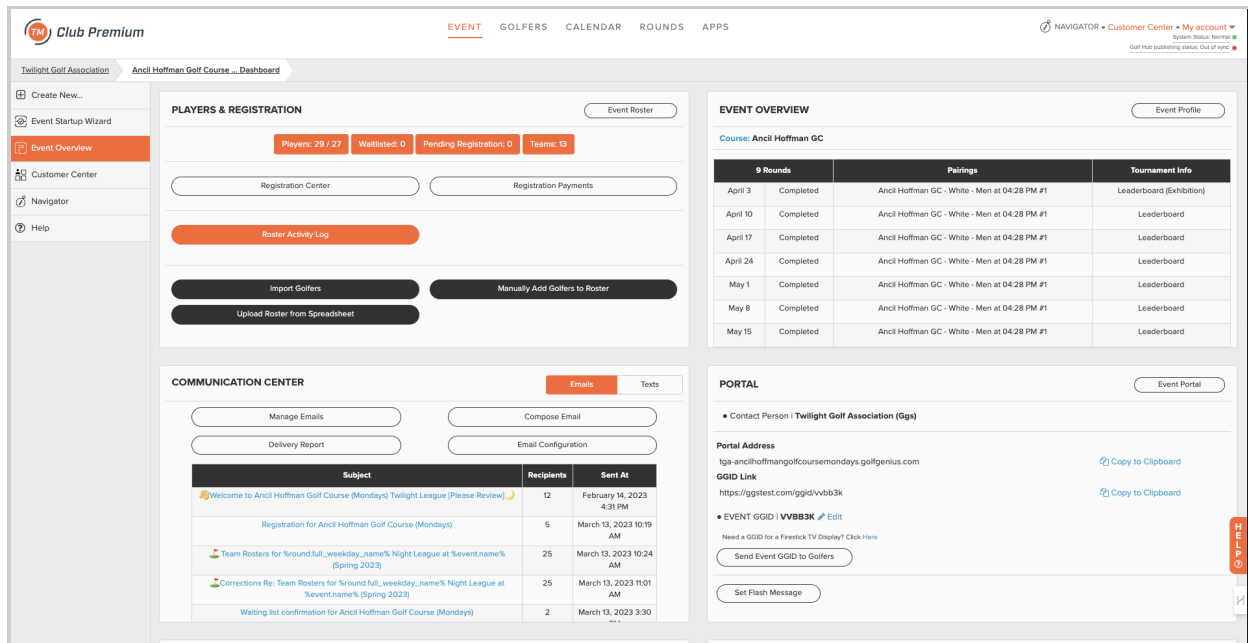 TM Club Premium
EVENT GOLFERS CALENDAR ROUNDS APPS
NAVIGATOR • Customer Center • My account
System Status: Normal
Golf Hub publishing status: Out of sync
Twilight Golf Association
Ancil Hoffman Golf Course ... Dashboard
Create New...
Event Startup Wizard
Event Overview
Customer Center
Navigator
Help
PLAYERS & REGISTRATION
Event Roster
Players: 29 / 27 Waitlisted: 0 Pending Registration: 0 Teams: 13
Registration Center Registration Payments
Roster Activity Log
Import Golfers Manually Add Golfers to Roster
Upload Roster from Spreadsheet
EVENT OVERVIEW
Event Profile
Course: Ancil Hoffman GC
9 Rounds Pairings Tournament Info
April 3 Completed Ancil Hoffman GC - White - Men at 04:28 PM #1 Leaderboard (Exhibition)
April 10 Completed Ancil Hoffman GC - White - Men at 04:28 PM #1 Leaderboard
April 17 Completed Ancil Hoffman GC - White - Men at 04:28 PM #1 Leaderboard
April 24 Completed Ancil Hoffman GC - White - Men at 04:28 PM #1 Leaderboard
May 1 Completed Ancil Hoffman GC - White - Men at 04:28 PM #1 Leaderboard
May 8 Completed Ancil Hoffman GC - White - Men at 04:28 PM #1 Leaderboard
May 15 Completed Ancil Hoffman GC - White - Men at 04:28 PM #1 Leaderboard
COMMUNICATION CENTER
Emails Texts
Manage Emails Compose Email
Delivery Report Email Configuration
Subject Recipients Sent At
👋Welcome to Ancil Hoffman Golf Course (Mondays) Twilight League [Please Review]🌙 12 February 14, 2023
4:31 PM
Registration for Ancil Hoffman Golf Course (Mondays) 5 March 13, 2023 10:19
AM
⛳Team Rosters for %round.full_weekday_name% Night League at %event.name% 25 March 13, 2023 10:24
(Spring 2023) AM
⛳Corrections Re: Team Rosters for %round.full_weekday_name% Night League at 25 March 13, 2023 11:01
%event.name% (Spring 2023) AM
Waiting list confirmation for Ancil Hoffman Golf Course (Mondays) 2 March 13, 2023 3:30
PORTAL
Event Portal
• Contact Person | Twilight Golf Association (Ggs)
Portal Address
tga-ancilhoffmangolfcoursemondays.golfgenius.com Copy to Clipboard
GGID Link
https://ggstest.com/ggid/vvbb3k Copy to Clipboard
• EVENT GGID | VVBB3K Edit
Need a GGID for a Firestick TV Display? Click Here
Send Event GGID to Golfers
Set Flash Message
HELP